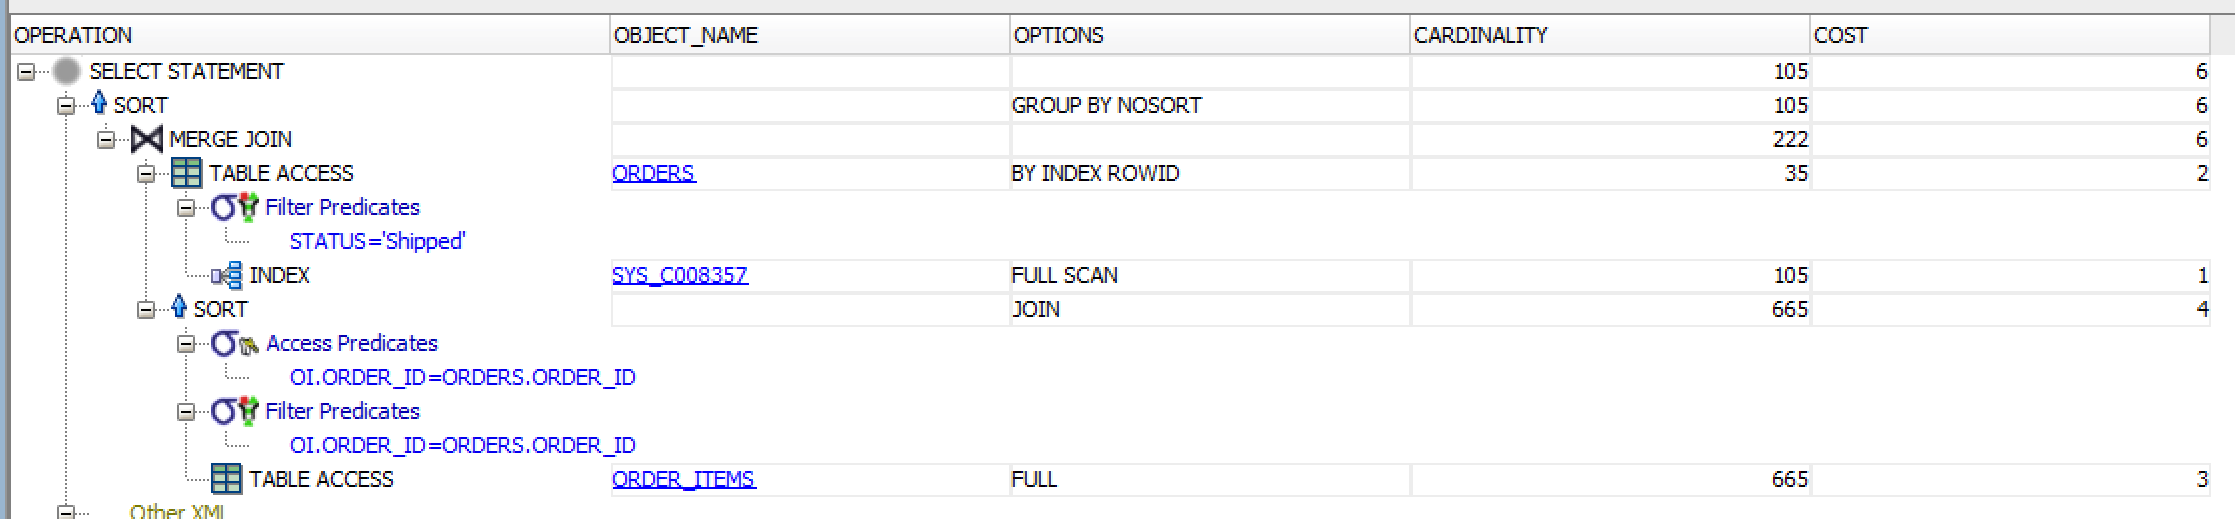 OPERATION OBJECT_NAME OPTIONS CARDINALITY COST
SELECT STATEMENT 105 6
SORT GROUP BY NOSORT 105 6
MERGE JOIN 222 6
TABLE ACCESS ORDERS BY INDEX ROWID 35 2
Filter Predicates
STATUS='Shipped'
INDEX SYS_C008357 FULL SCAN 105 1
SORT JOIN 665 4
Access Predicates
OI.ORDER_ID=ORDERS.ORDER_ID
Filter Predicates
OI.ORDER_ID=ORDERS.ORDER_ID
TABLE ACCESS ORDER_ITEMS FULL 665 3
Other XML